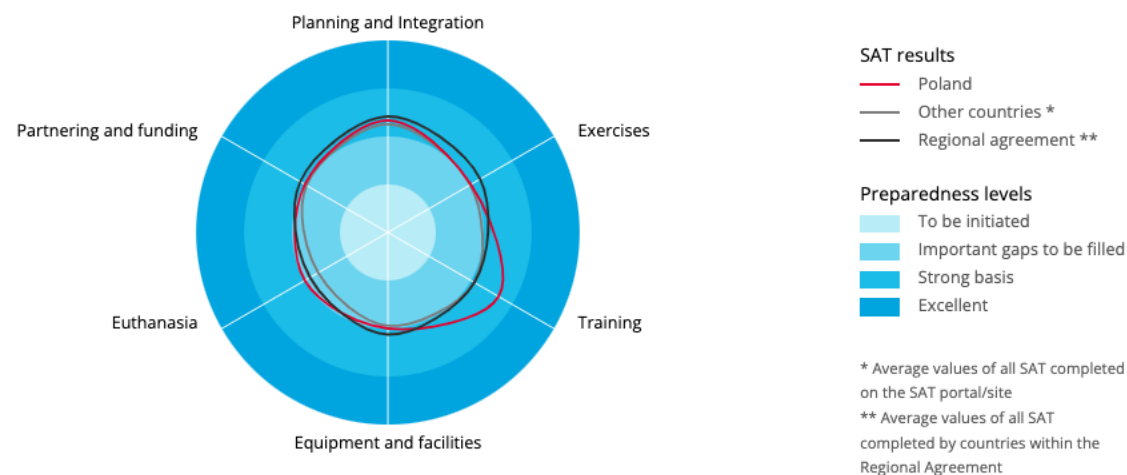 Planning and Integration
Partnering and funding
Exercises
Euthanasia
Training
Equipment and facilities
SAT results
Poland
Other countries *
Regional agreement **
Preparedness levels
To be initiated
Important gaps to be filled
Strong basis
Excellent
* Average values of all SAT completed
on the SAT portal/site
** Average values of all SAT
completed by countries within the
Regional Agreement